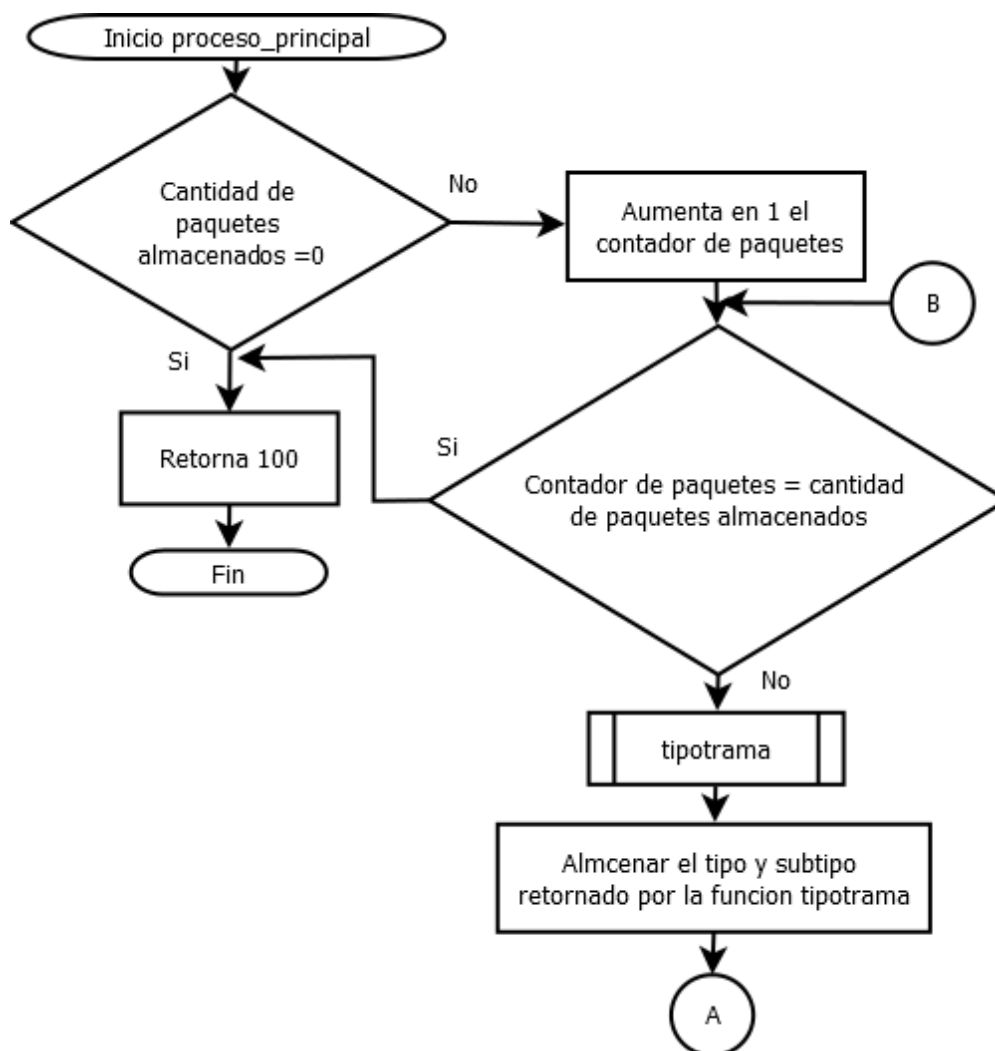 Inicio proceso_principal
Cantidad de
paquetes
almacenados =0
No
Aumenta en 1 el
contador de paquetes
B
Si
Retorna 100
Fin
Si
Contador de paquetes = cantidad
de paquetes almacenados
No
tipotrama
Almcenar el tipo y subtipo
retornado por la funcion tipotrama
A